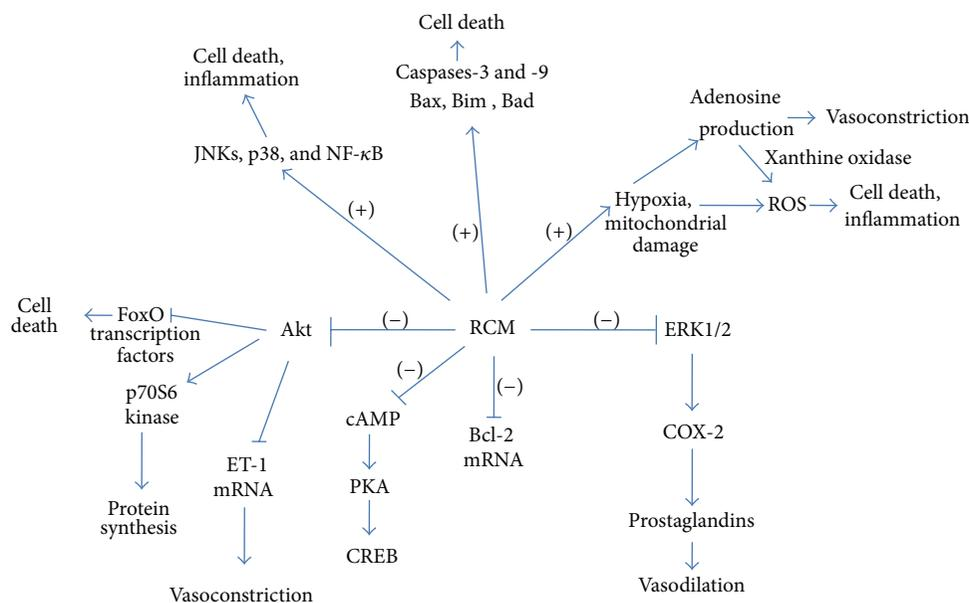 Cell death
Caspases-3 and -9
Bax, Bim , Bad
Cell death,
inflammation
JNKs, p38, and NF-κB
Adenosine
production
Vasoconstriction
Xanthine oxidase
Hypoxia,
mitochondrial
damage
ROS
Cell death,
inflammation
(+)
(+)
(+)
Cell
death
FoxO
transcription
factors
Akt
(−)
RCM
(−)
ERK1/2
p70S6
kinase
Protein
synthesis
ET-1
mRNA
Vasoconstriction
(−)
cAMP
PKA
CREB
(−)
Bcl-2
mRNA
COX-2
Prostaglandins
Vasodilation